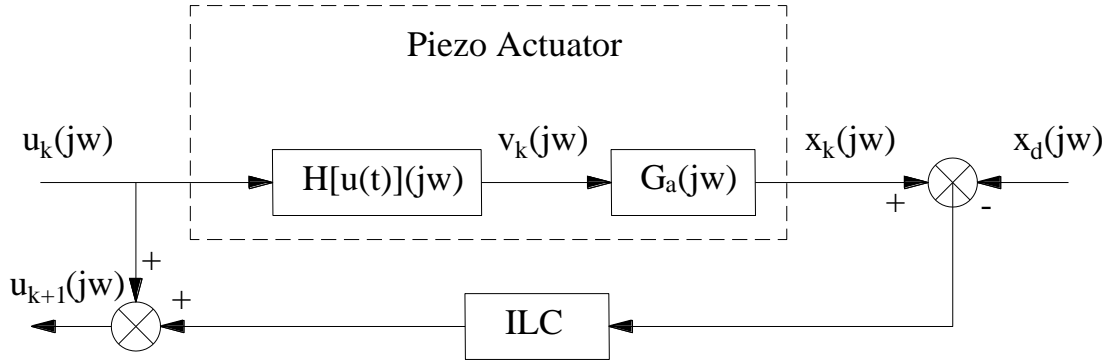 Piezo Actuator
u_k(jw)
v_k(jw)
x_k(jw)
x_d(jw)
H[u(t)](jw)
G_a(jw)
+
-
+
u_{k+1}(jw)
+
ILC